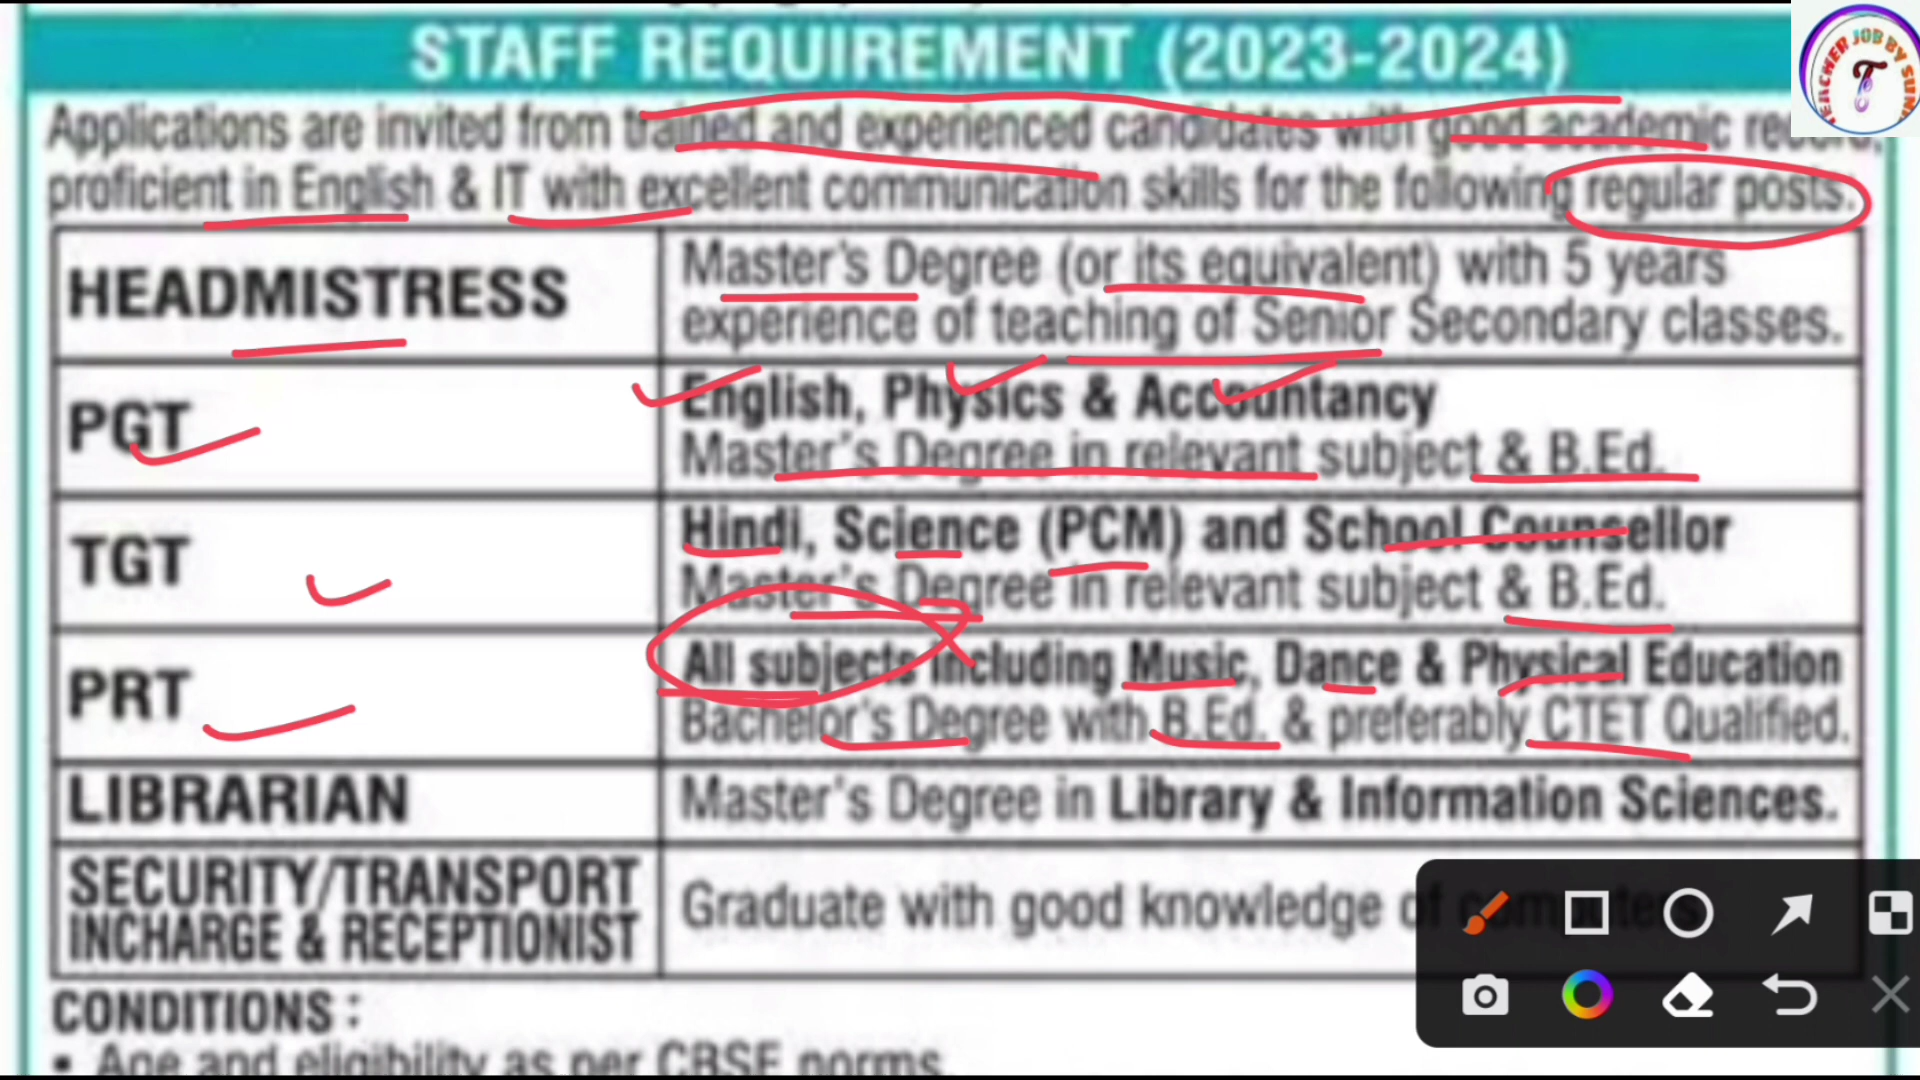 STAFF REQUIREMENT (2023-2024)
TEACHER JOB BY
Applications are invited from trained and experienced candidates with good academic record,
proficient in English & IT with excellent communication skills for the following regular posts.
HEADMISTRESS
Master's Degree (or its equivalent) with 5 years
experience of teaching of Senior Secondary classes.
PGT
English, Physics & Accountancy
Master's Degree in relevant subject & B.Ed.
TGT
Hindi, Science (PCM) and School Counsellor
Master's Degree in relevant subject & B.Ed.
PRT
All subjects including Music, Dance & Physical Education
Bachelor's Degree with B.Ed. & preferably CTET Qualified.
LIBRARIAN
Master's Degree in Library & Information Sciences.
SECURITY/TRANSPORT
INCHARGE & RECEPTIONIST
Graduate with good knowledge of computers
CONDITIONS :
• Age and eligibility as per CBSE norms